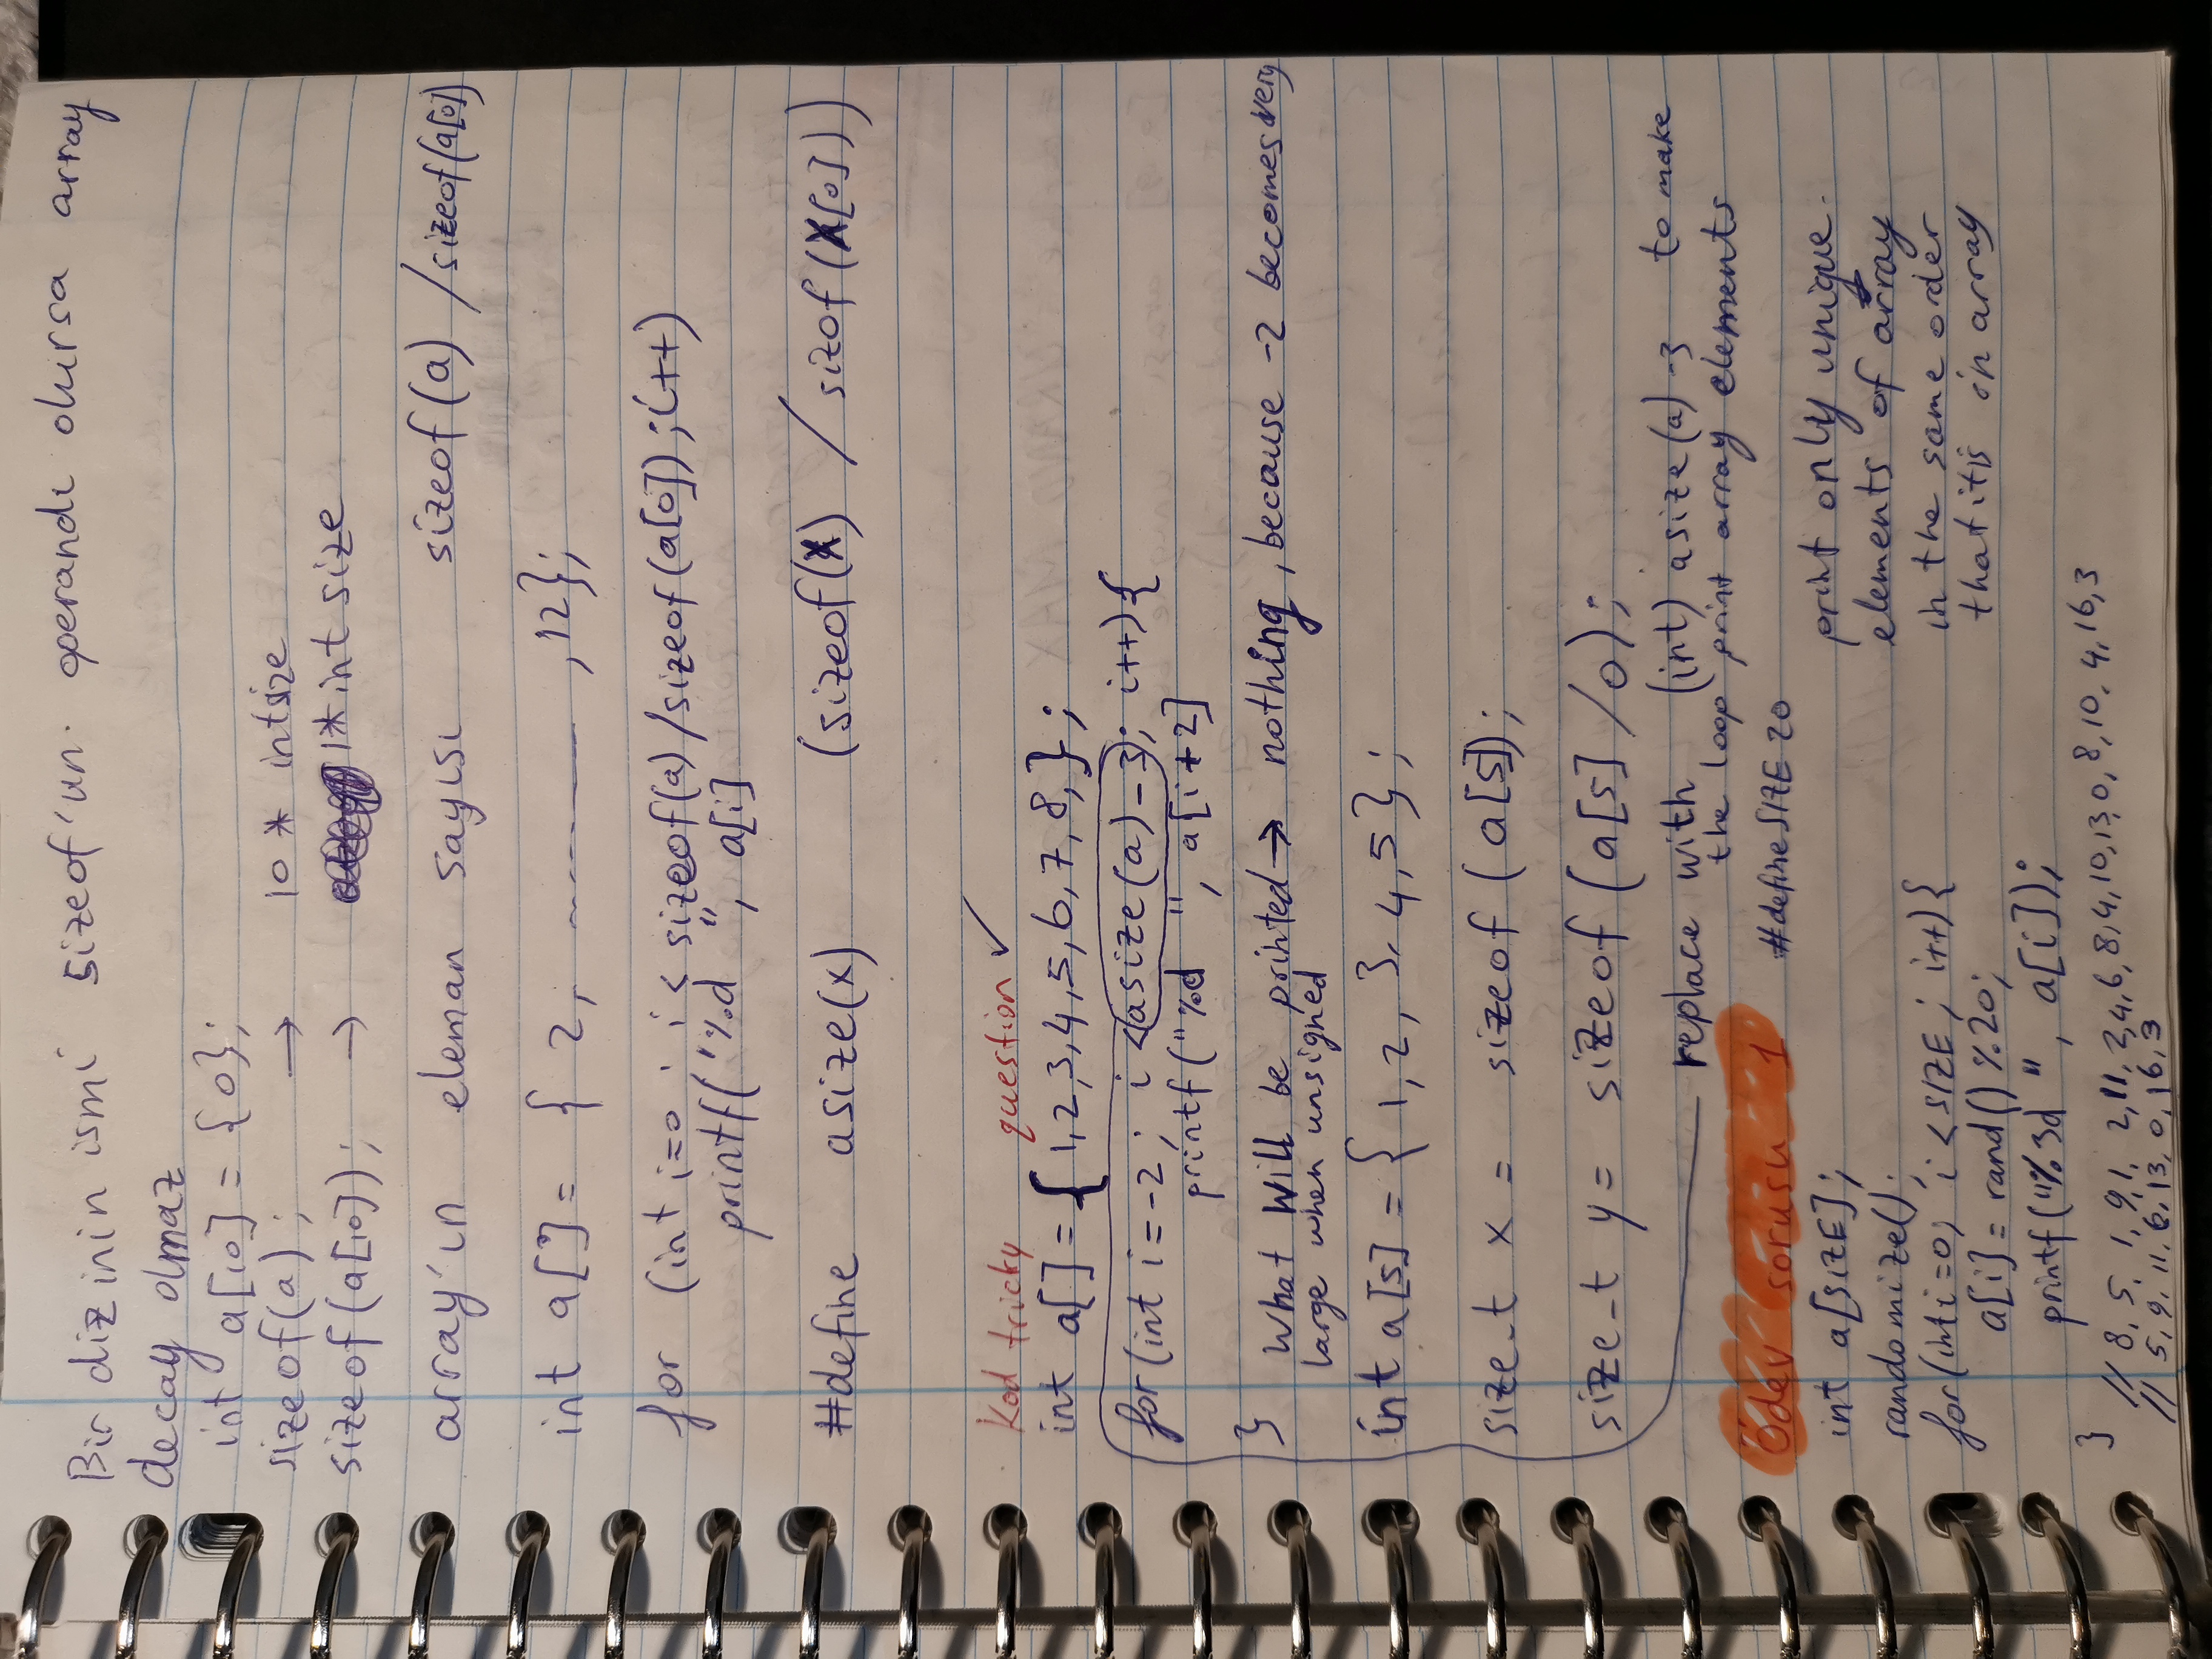 Bir dizinin ismi sizeof'un operandı olursa array
decay olmaz
int a[10] = {0};
sizeof(a); → 10 * intsize
sizeof(a[10]); → 1* int size
array'in eleman sayısı sizeof(a) /sizeof(a[0])
int a[] = { 2, ........ ,12};
for (int i=0 ; i < sizeof(a)/sizeof(a[0]);i++)
printf("%d ", a[i]
#define asize(x) (sizeof(X) / sizof (X[0]))
Kod tricky question ✓
int a[] = { 1,2,3,4,5,6,7,8, };
for(int i=-2; i <asize(a)-3; i++){
printf("%d ", a[i+2]
}
What will be printed → nothing, because -2 becomes very
large when unsigned
int a[5] = { 1,2, 3, 4,5};
size_t x = sizeof (a[5]);
size_t y = sizeof (a[5] /0);
replace with (int) asize(a)-3 to make
the loop print array elements
Ödev sorusu 1 #define SIZE 20
int a[SIZE]; print only unique
randomize(); elements of array
for(int i=0; i <SIZE; i++){ in the same order
a[i]= rand() %20; that it is in array
printf("%3d ", a[i]);
}
// 8, 5, 1, 9,1, 2,11, 2,4,6,8,4,10,13,0,8,10, 4,16,3
// 5,9,11,6,13,0,16,3